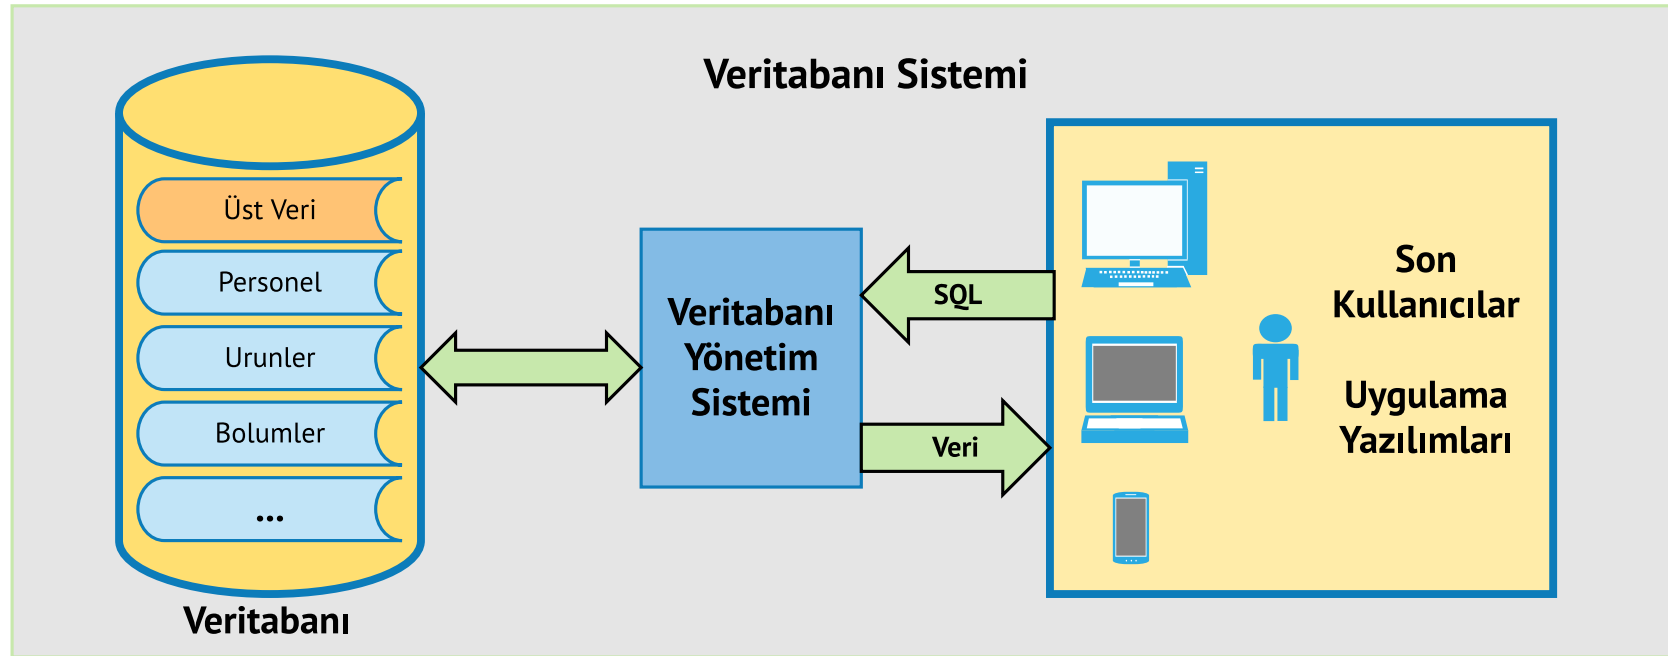 Veritabanı Sistemi
Üst Veri
Personel
Urunler
Bolumler
...
Veritabanı
Veritabanı
Yönetim
Sistemi
SQL
Veri
Son
Kullanıcılar
Uygulama
Yazılımları